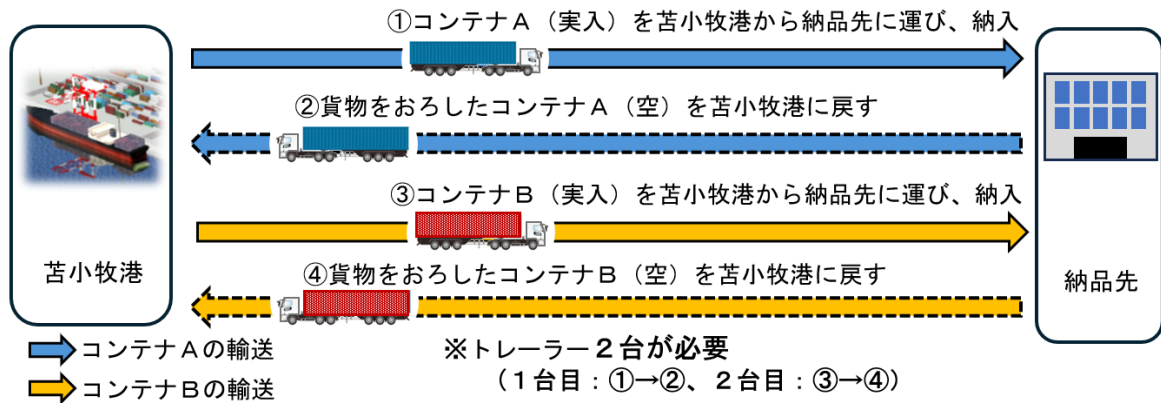 ①コンテナA（実入）を苫小牧港から納品先に運び、納入
②貨物をおろしたコンテナA（空）を苫小牧港に戻す
③コンテナB（実入）を苫小牧港から納品先に運び、納入
④貨物をおろしたコンテナB（空）を苫小牧港に戻す
苫小牧港
納品先
コンテナAの輸送
コンテナBの輸送
※トレーラー2台が必要
（1台目：①→②、2台目：③→④）